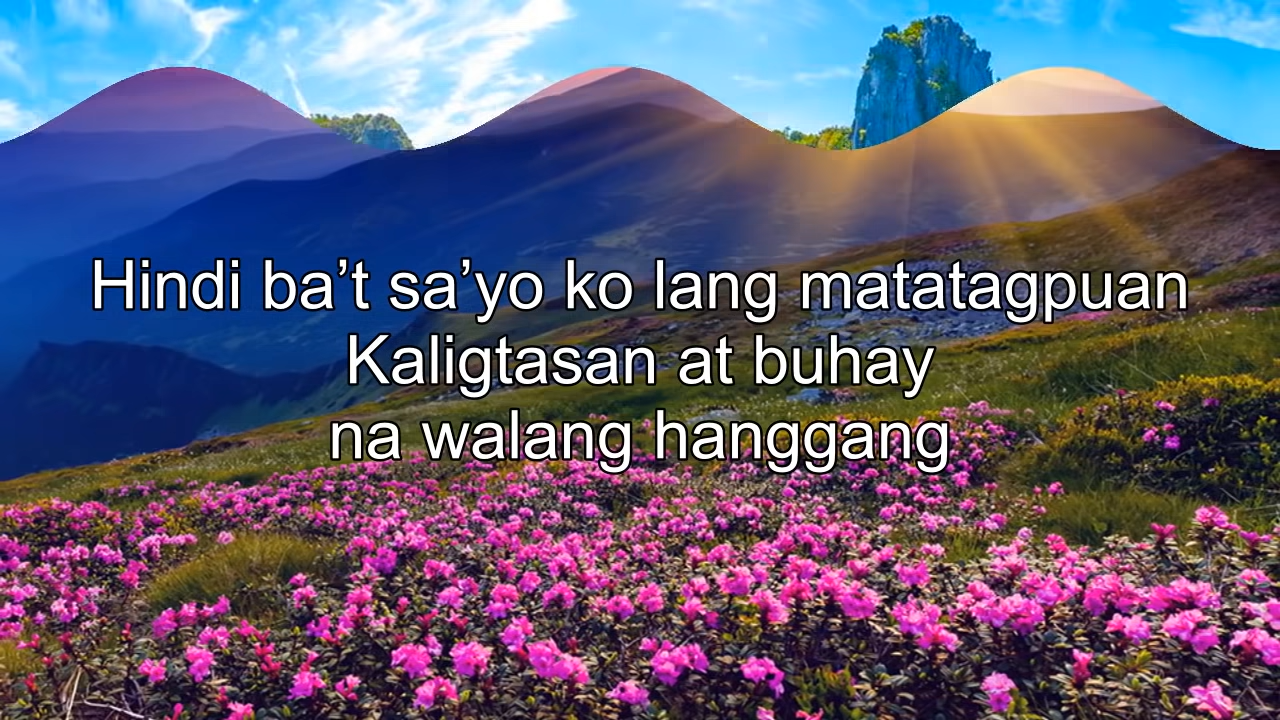 Hindi ba’t sa’yo ko lang matatagpuan
Kaligtasan at buhay
na walang hanggang